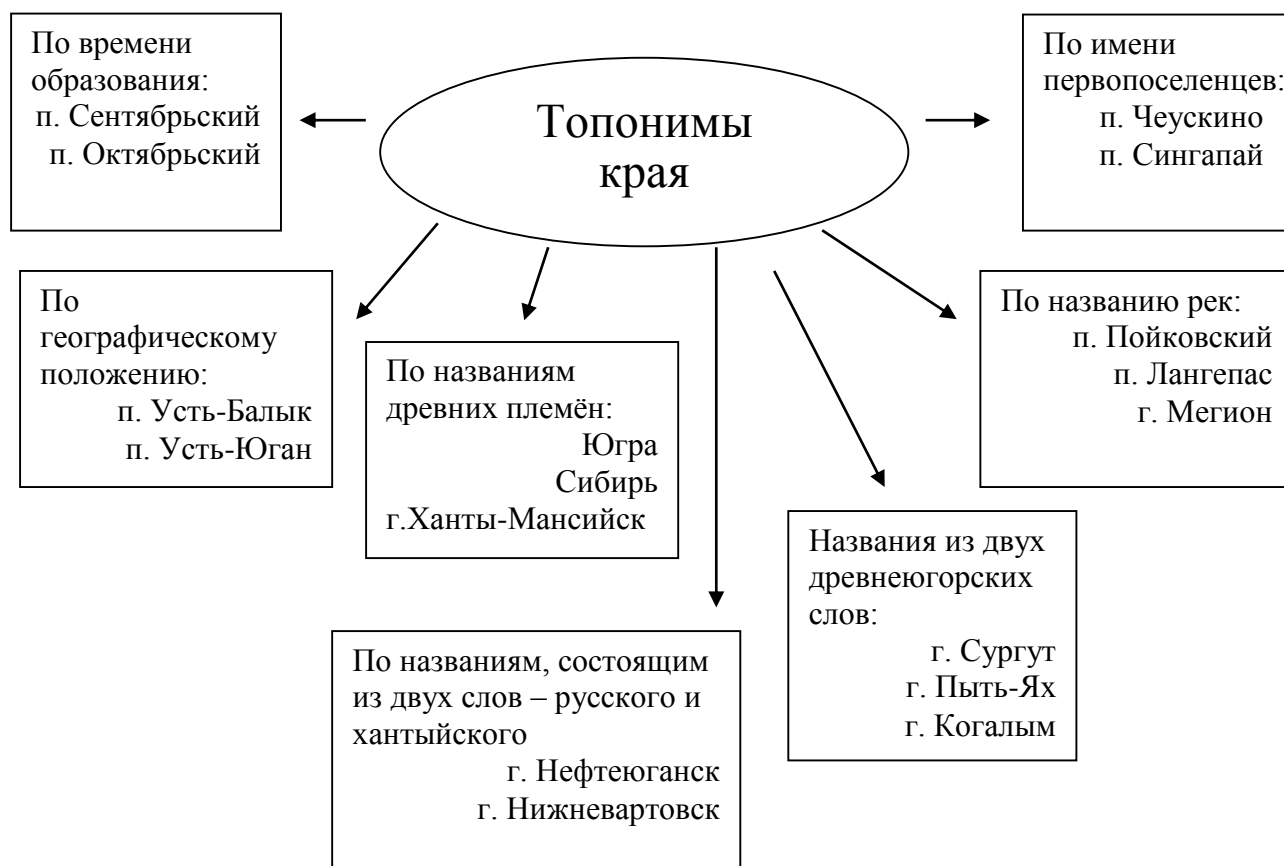 По времени
образования:
п. Сентябрьский
п. Октябрьский
Топонимы
края
По имени
первопоселенцев:
п. Чеускино
п. Сингапай
По
географическому
положению:
п. Усть-Балык
п. Усть-Юган
По названиям
древних племён:
Югра
Сибирь
г.Ханты-Мансийск
По названиям, состоящим
из двух слов – русского и
хантыйского
г. Нефтеюганск
г. Нижневартовск
Названия из двух
древнеюгорских
слов:
г. Сургут
г. Пыть-Ях
г. Когалым
По названию рек:
п. Пойковский
п. Лангепас
г. Мегион